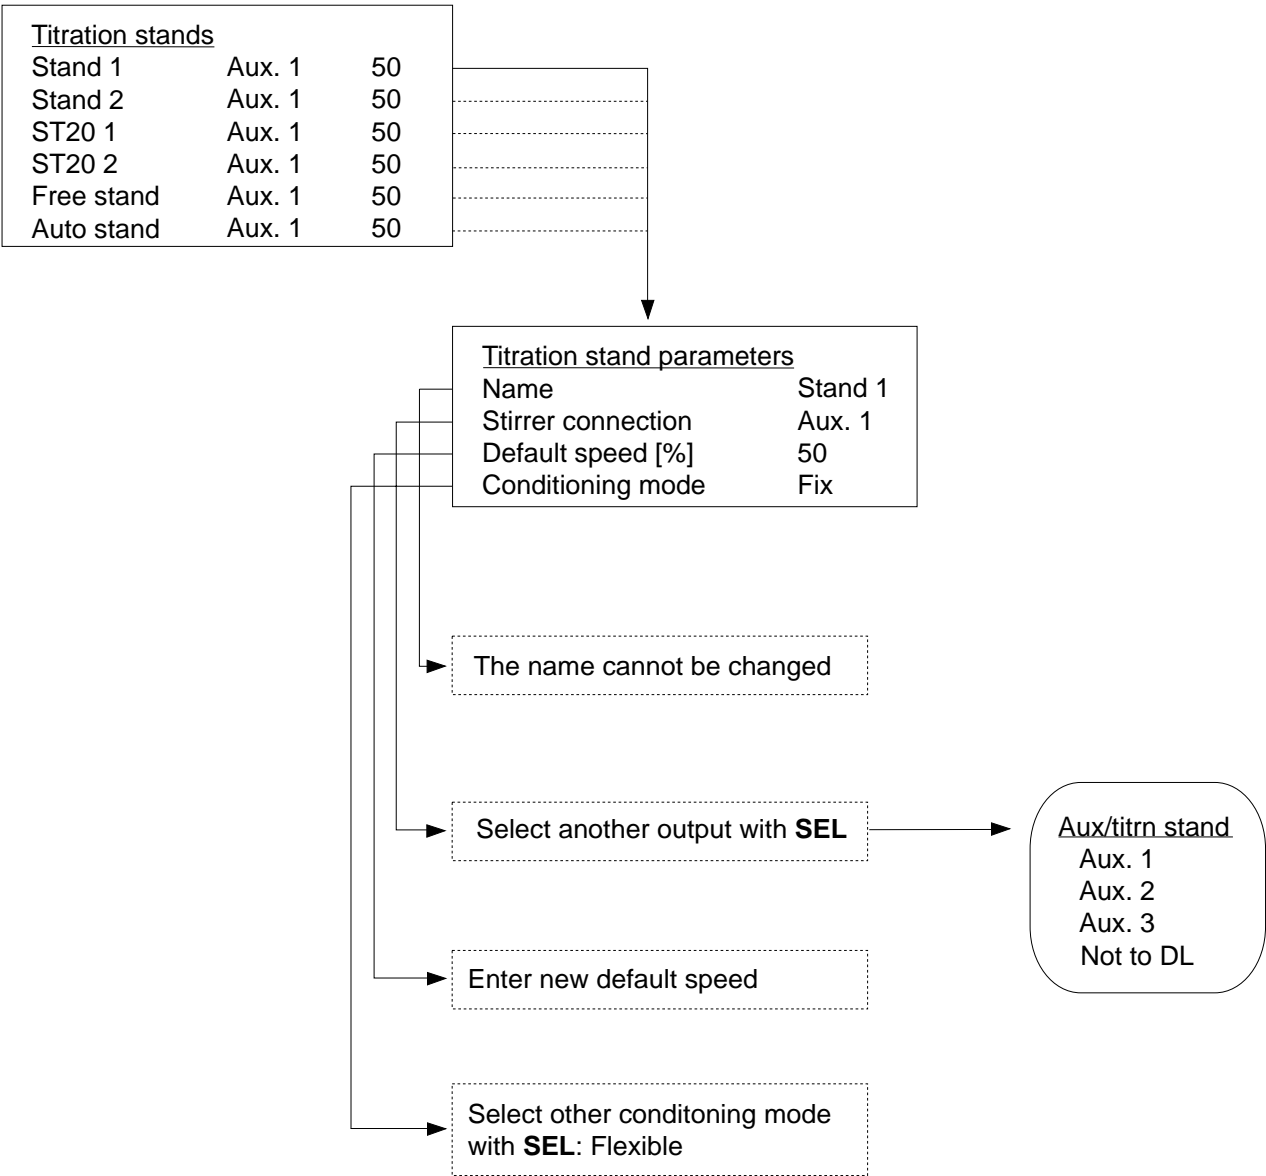 Titration stands
Stand 1 Aux. 1 50
Stand 2 Aux. 1 50
ST20 1 Aux. 1 50
ST20 2 Aux. 1 50
Free stand Aux. 1 50
Auto stand Aux. 1 50
Titration stand parameters
Name Stand 1
Stirrer connection Aux. 1
Default speed [%] 50
Conditioning mode Fix
The name cannot be changed
Select another output with SEL
Aux/titrn stand
Aux. 1
Aux. 2
Aux. 3
Not to DL
Enter new default speed
Select other conditoning mode
with SEL: Flexible